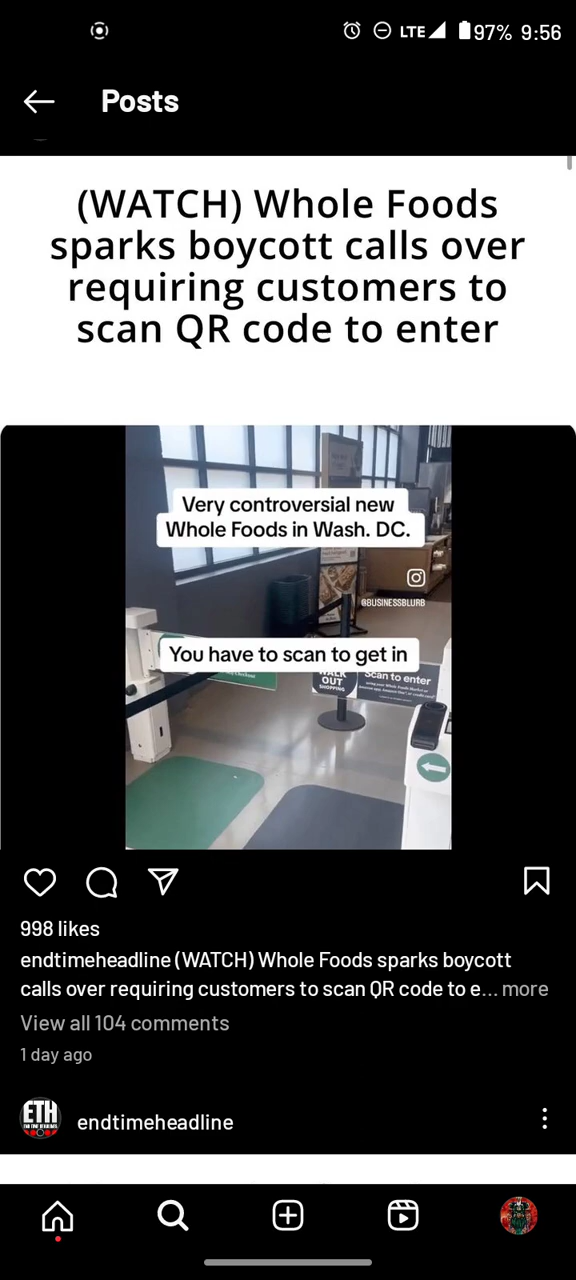 LTE 97% 9:56
Posts
(WATCH) Whole Foods
sparks boycott calls over
requiring customers to
scan QR code to enter
Very controversial new
Whole Foods in Wash. DC.
@BUSINESSBLURB
You have to scan to get in
WALK
OUT
SHOPPING
Scan to enter
998 likes
endtimeheadline (WATCH) Whole Foods sparks boycott
calls over requiring customers to scan QR code to e... more
View all 104 comments
1 day ago
ETH
endtimeheadline